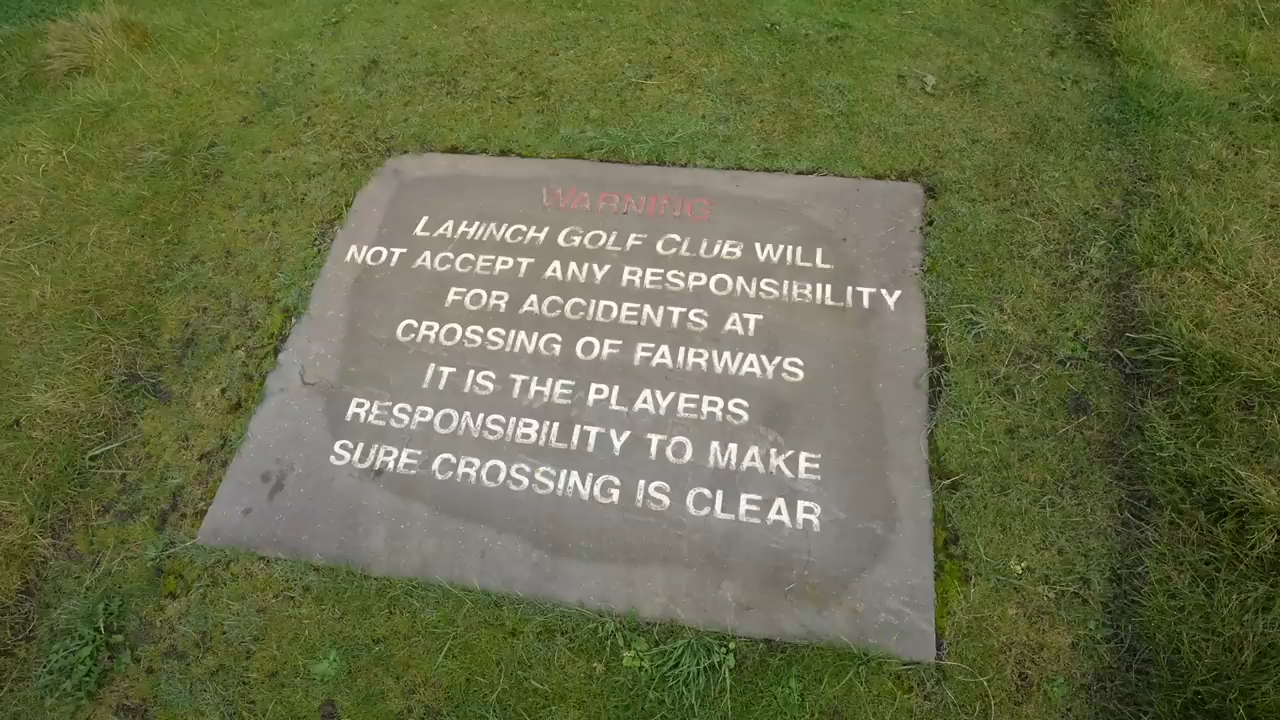 WARNING
LAHINCH GOLF CLUB WILL
NOT ACCEPT ANY RESPONSIBILITY
FOR ACCIDENTS AT
CROSSING OF FAIRWAYS
IT IS THE PLAYERS
RESPONSIBILITY TO MAKE
SURE CROSSING IS CLEAR